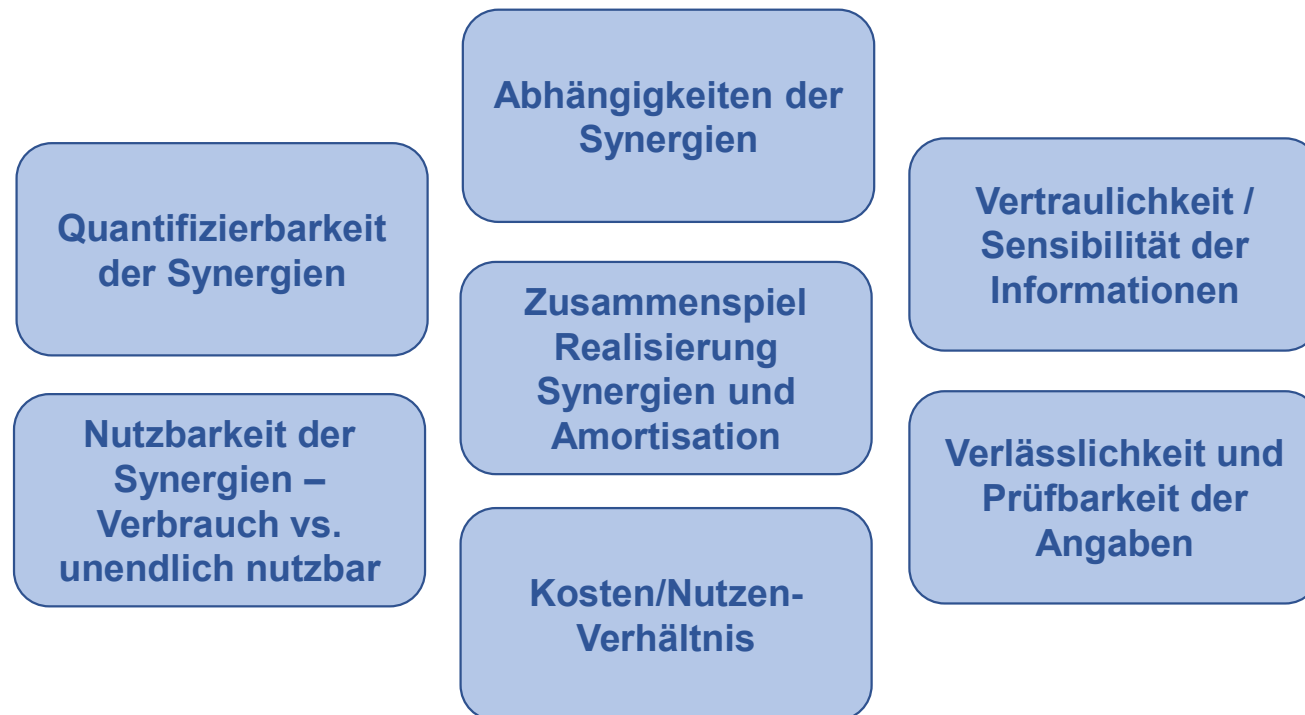 Abhängigkeiten der
Synergien
Quantifizierbarkeit
der Synergien
Vertraulichkeit /
Sensibilität der
Informationen
Zusammenspiel
Realisierung
Synergien und
Amortisation
Nutzbarkeit der
Synergien –
Verbrauch vs.
unendlich nutzbar
Verlässlichkeit und
Prüfbarkeit der
Angaben
Kosten/Nutzen-
Verhältnis